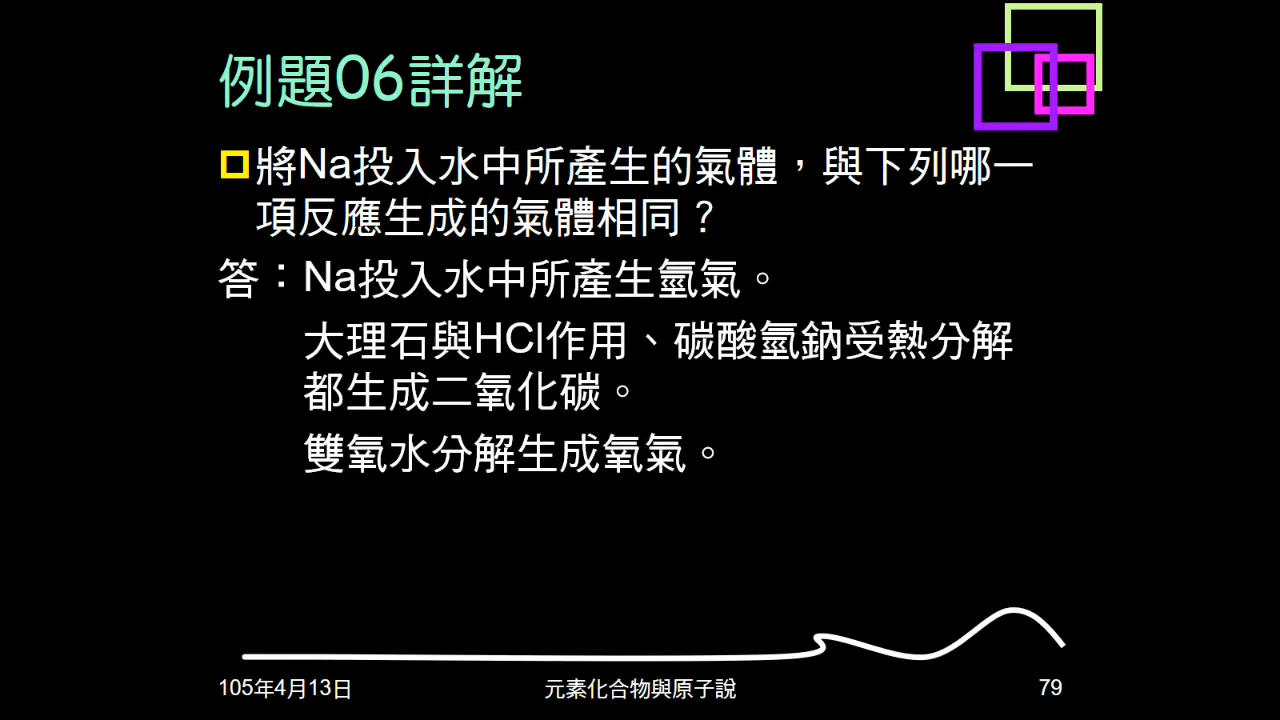 例題06詳解
將Na投入水中所產生的氣體，與下列哪一
項反應生成的氣體相同？
答：Na投入水中所產生氫氣。
大理石與HCl作用、碳酸氫鈉受熱分解
都生成二氧化碳。
雙氧水分解生成氧氣。
105年4月13日
元素化合物與原子說
79